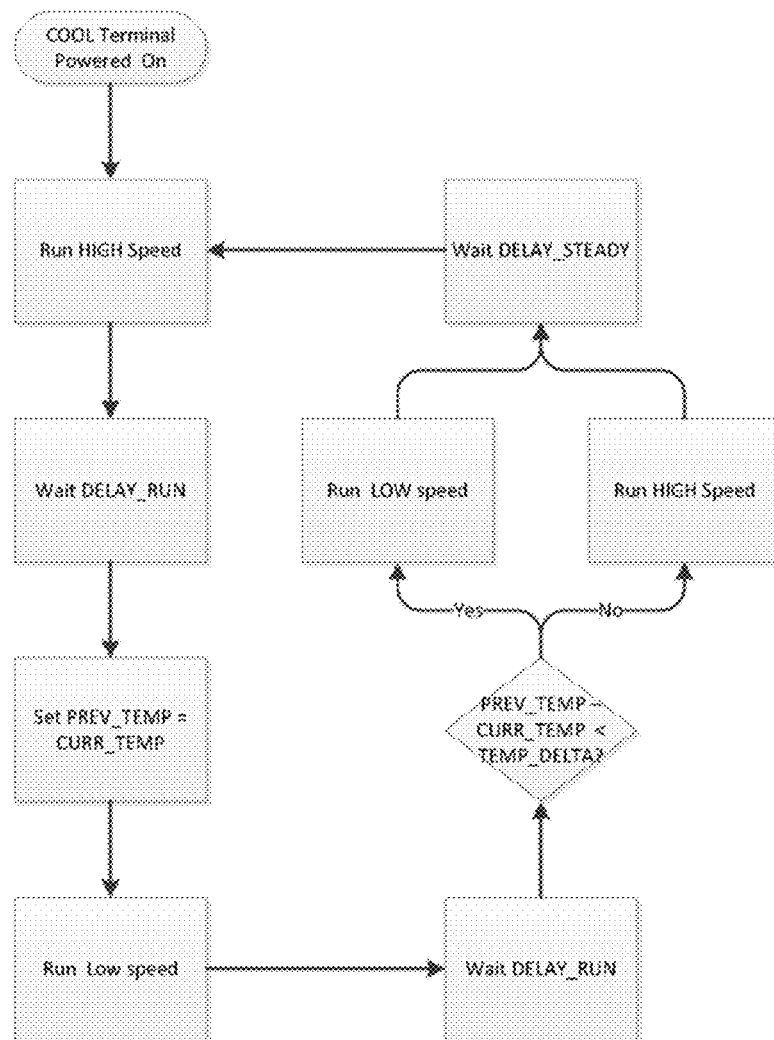 COOL Terminal
Powered On
Run HIGH Speed
Wait DELAY_RUN
Set PREV_TEMP =
CURR_TEMP
Run Low speed
Wait DELAY_RUN
PREV_TEMP –
CURR_TEMP <
TEMP_DELTA?
Yes
No
Run LOW speed
Run HIGH Speed
Wait DELAY_STEADY